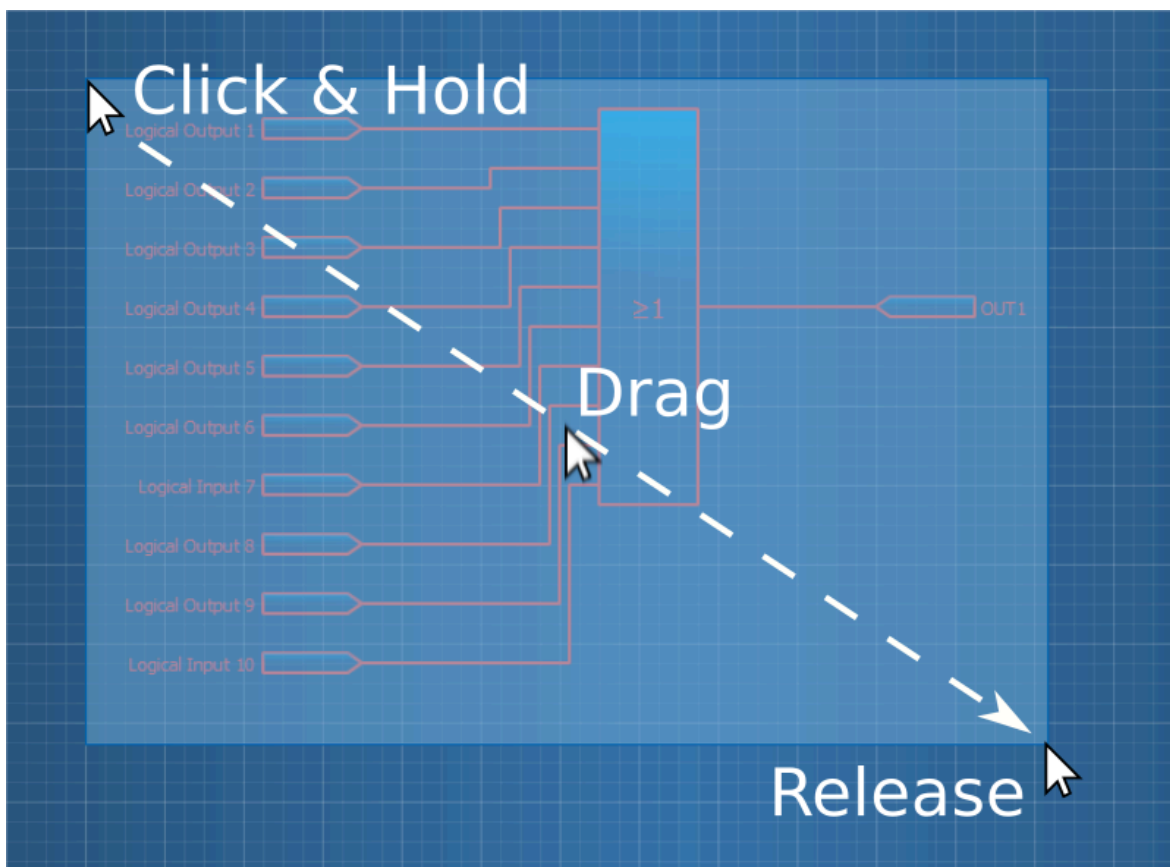 Click & Hold
Logical Output 1
Logical Output 2
Logical Output 3
Logical Output 4
≥1
OUT1
Logical Output 5
Drag
Logical Output 6
Logical Input 7
Logical Output 8
Logical Output 9
Logical Input 10
Release